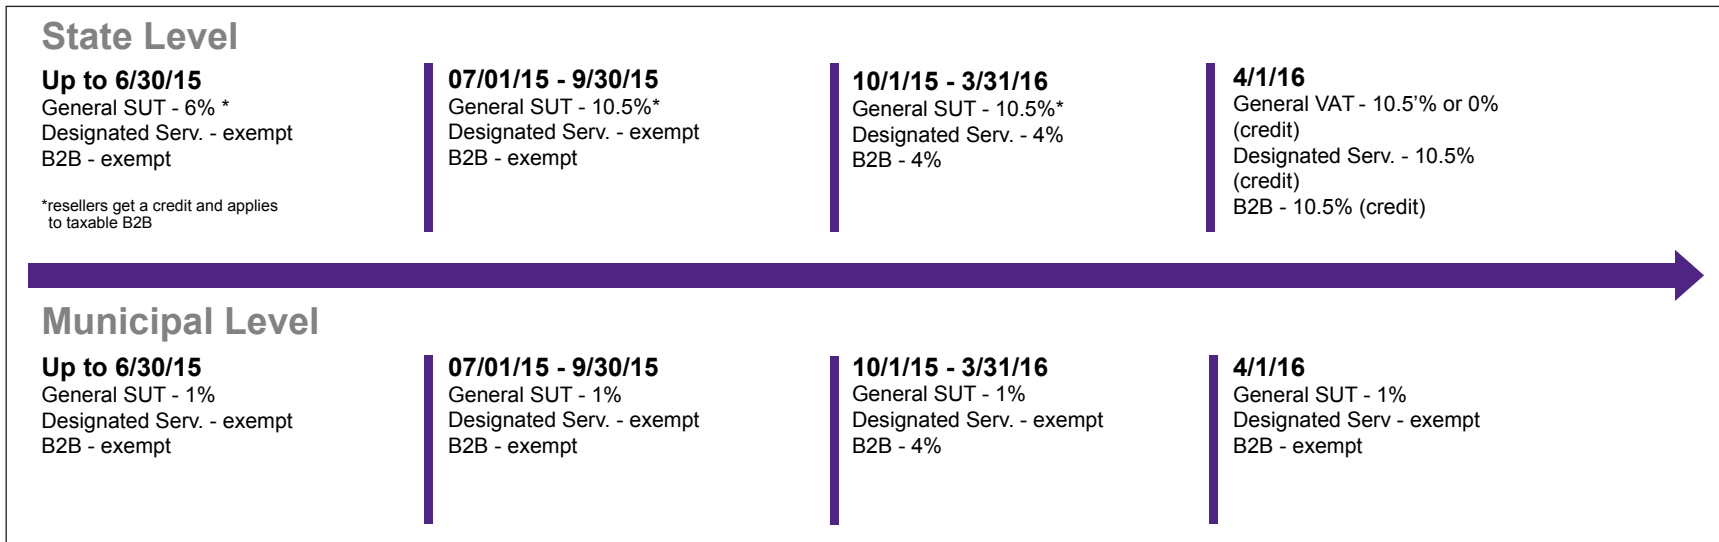 State Level
Up to 6/30/15
General SUT - 6% *
Designated Serv. - exempt
B2B - exempt
*resellers get a credit and applies
to taxable B2B
07/01/15 - 9/30/15
General SUT - 10.5%*
Designated Serv. - exempt
B2B - exempt
10/1/15 - 3/31/16
General SUT - 10.5%*
Designated Serv. - 4%
B2B - 4%
4/1/16
General VAT - 10.5’% or 0%
(credit)
Designated Serv. - 10.5%
(credit)
B2B - 10.5% (credit)
Municipal Level
Up to 6/30/15
General SUT - 1%
Designated Serv. - exempt
B2B - exempt
07/01/15 - 9/30/15
General SUT - 1%
Designated Serv. - exempt
B2B - exempt
10/1/15 - 3/31/16
General SUT - 1%
Designated Serv. - exempt
B2B - 4%
4/1/16
General SUT - 1%
Designated Serv - exempt
B2B - exempt